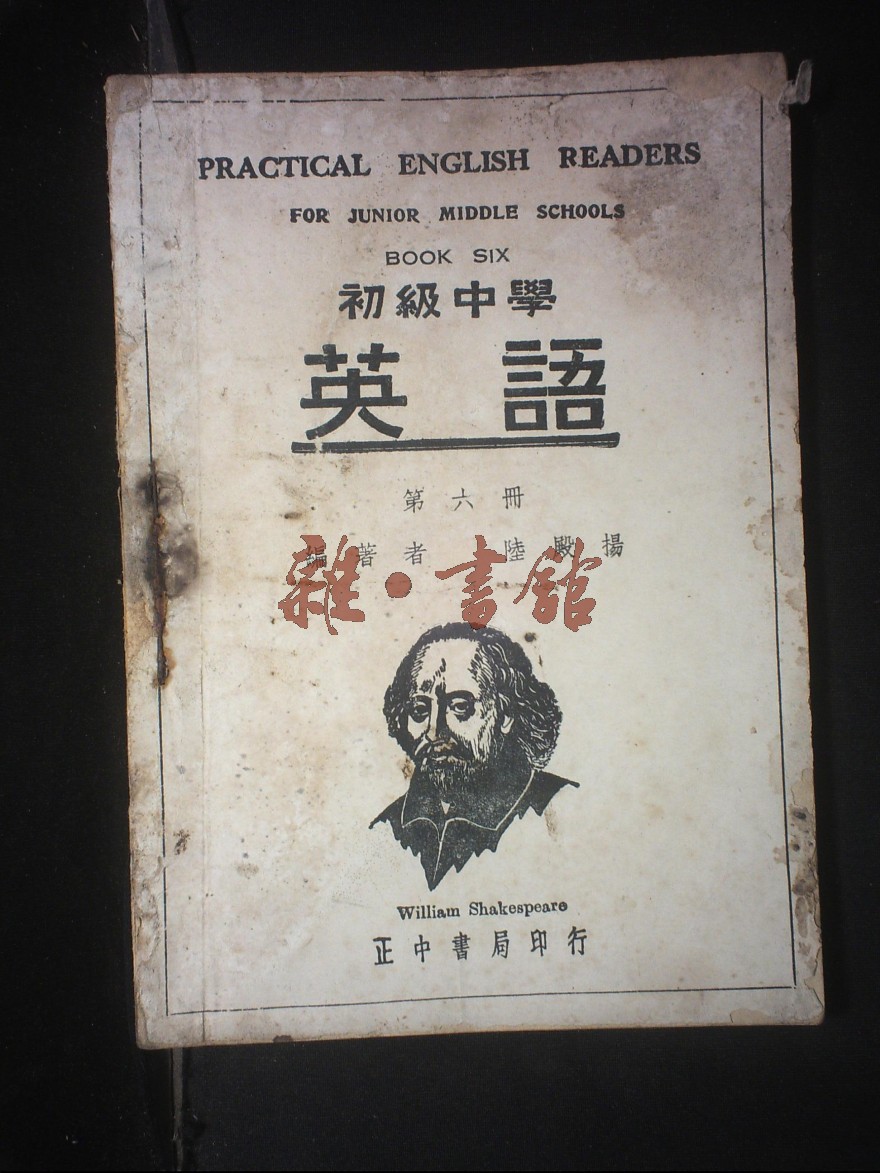 PRACTICAL ENGLISH READERS
FOR JUNIOR MIDDLE SCHOOLS
BOOK SIX
初級中學
英語
第六冊
編著者 陸殿揚
雜·書館
William Shakespeare
正中書局印行